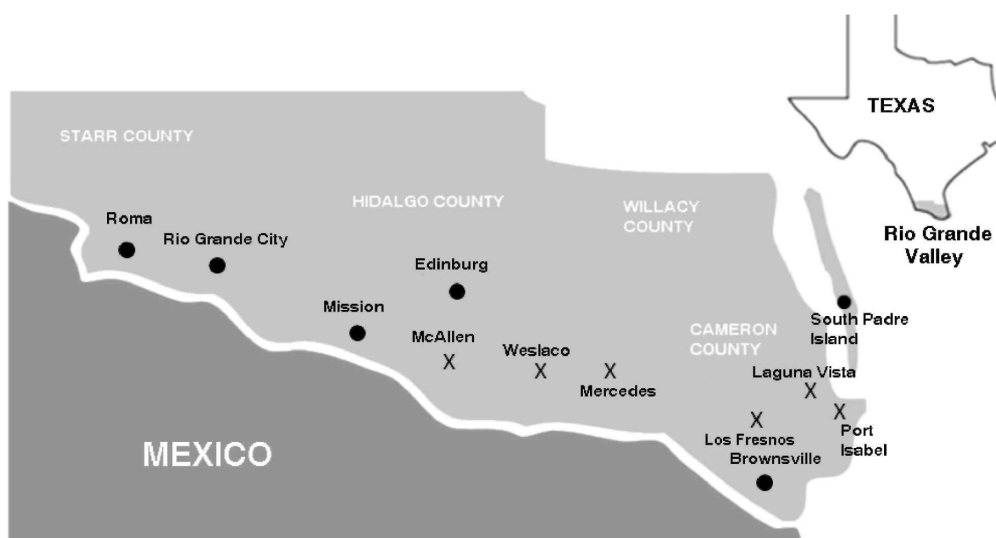 TEXAS
Rio Grande
Valley
STARR COUNTY
HIDALGO COUNTY
WILLACY
COUNTY
Roma
Rio Grande City
Edinburg
Mission
South Padre
Island
McAllen
Weslaco
CAMERON
COUNTY
X
X
X
Mercedes
Laguna Vista
X
X
X
Port
Isabel
Los Fresnos
Brownsville
MEXICO